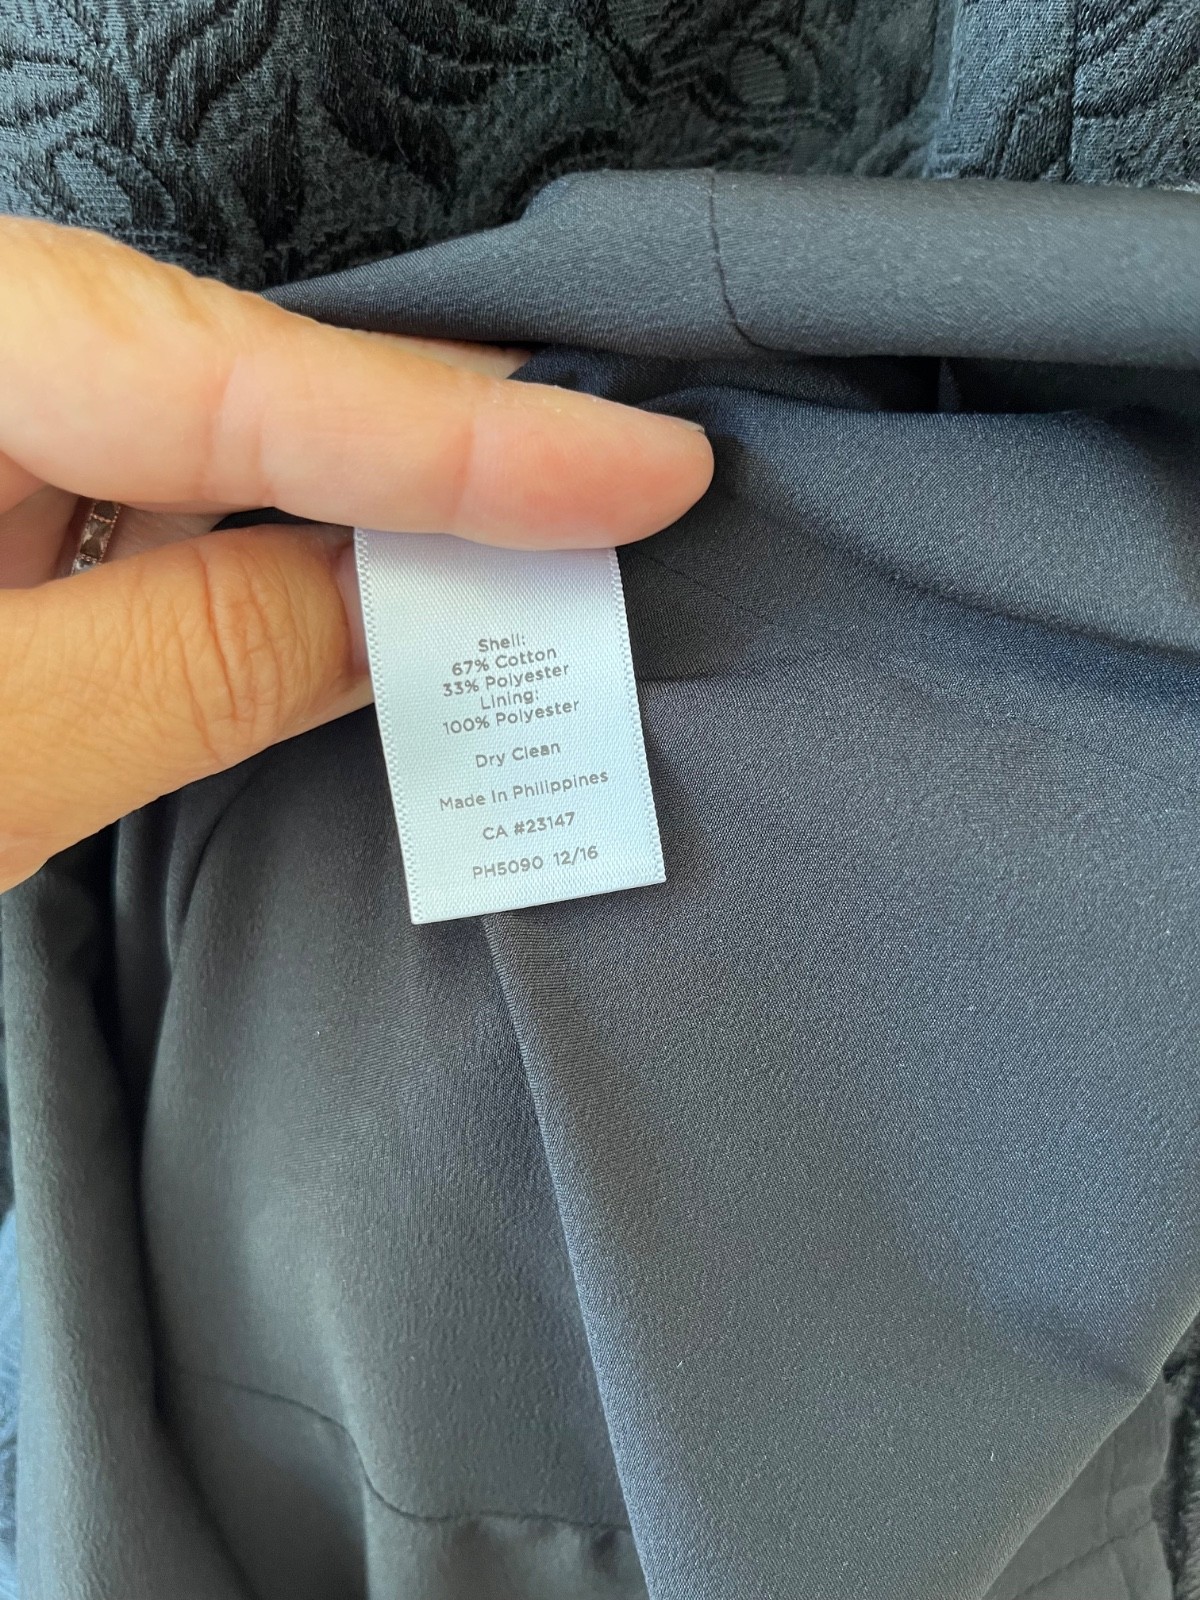 Shell:
67% Cotton
33% Polyester
Lining:
100% Polyester
Dry Clean
Made In Philippines
CA #23147
PH5090 12/16